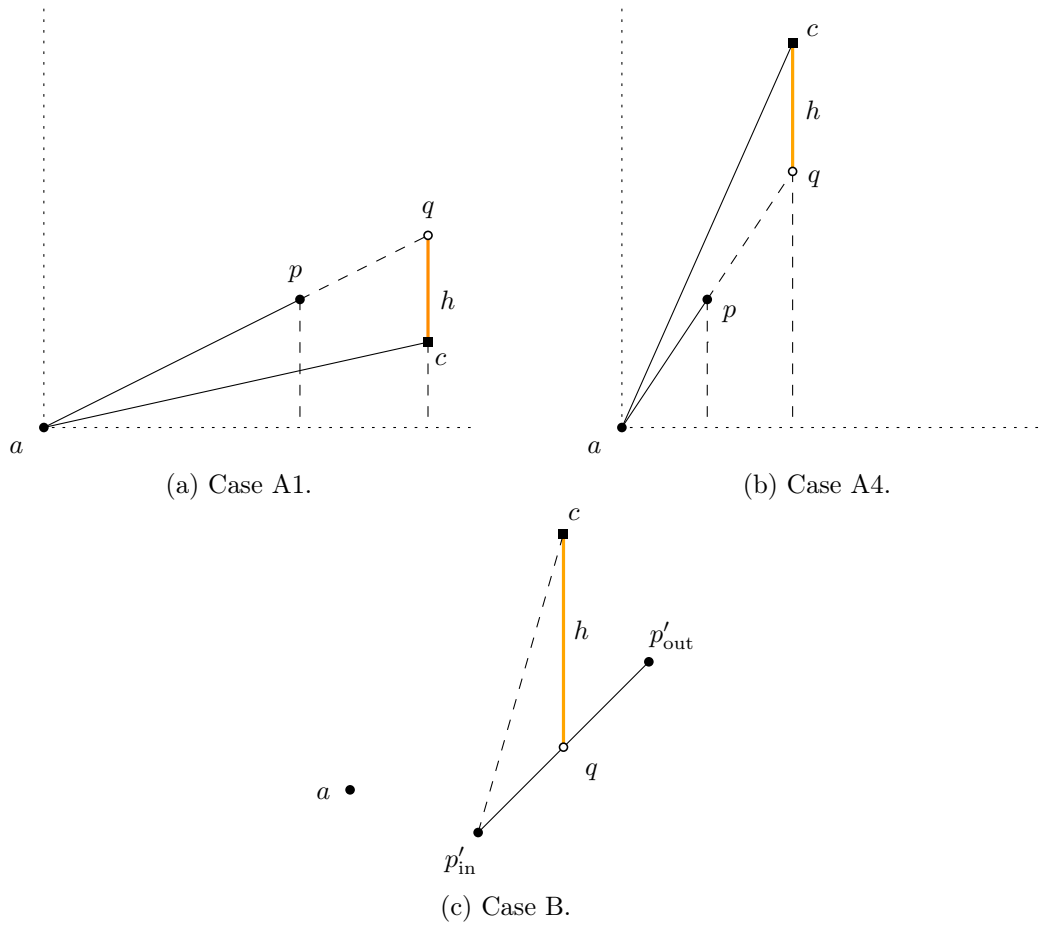 c
h
q
q
p
p
h
c
a
a
(a) Case A1.
(b) Case A4.
c
h
p′out
q
a
p′in
(c) Case B.